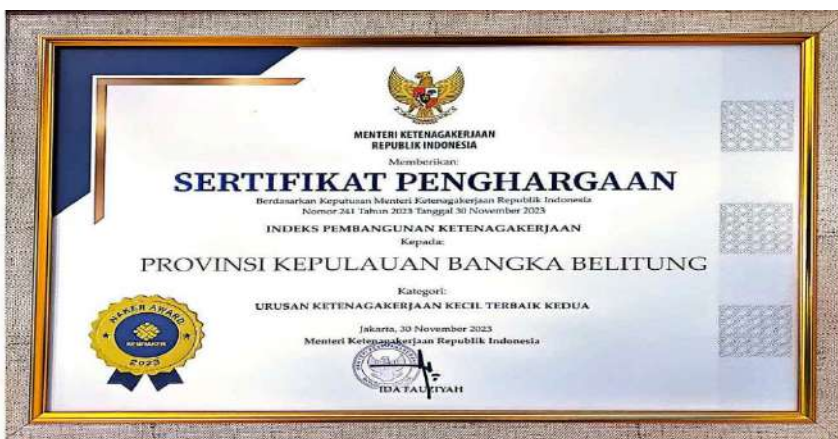 MENTERI KETENAGAKERJAAN
REPUBLIK INDONESIA
Memberikan:
SERTIFIKAT PENGHARGAAN
Berdasarkan Keputusan Menteri Ketenagakerjaan Republik Indonesia
Nomor 241 Tahun 2023 Tanggal 30 November 2023
INDEKS PEMBANGUNAN KETENAGAKERJAAN
Kepada:
PROVINSI KEPULAUAN BANGKA BELITUNG
Kategori:
URUSAN KETENAGAKERJAAN KECIL TERBAIK KEDUA
Jakarta, 30 November 2023
Menteri Ketenagakerjaan Republik Indonesia
IDA FAUZIYAH
NAKER AWARD
KEMNAKER
2023